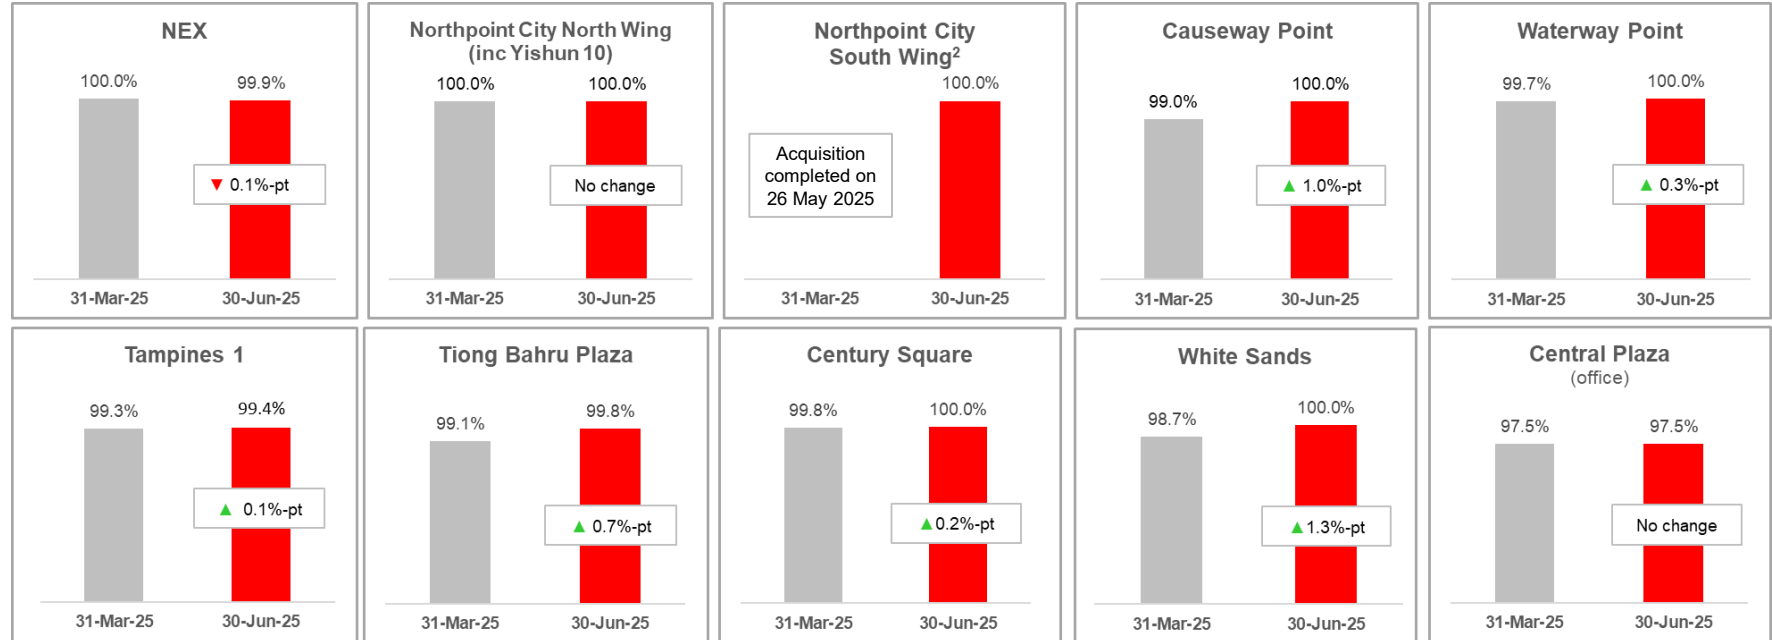 NEX
100.0%
99.9%
▼ 0.1%-pt
31-Mar-25
30-Jun-25
Northpoint City North Wing
(inc Yishun 10)
100.0%
100.0%
No change
31-Mar-25
30-Jun-25
Northpoint City
South Wing²
100.0%
Acquisition
completed on
26 May 2025
31-Mar-25
30-Jun-25
Causeway Point
99.0%
100.0%
▲ 1.0%-pt
31-Mar-25
30-Jun-25
Waterway Point
99.7%
100.0%
▲ 0.3%-pt
31-Mar-25
30-Jun-25
Tampines 1
99.3%
99.4%
▲ 0.1%-pt
31-Mar-25
30-Jun-25
Tiong Bahru Plaza
99.1%
99.8%
▲ 0.7%-pt
31-Mar-25
30-Jun-25
Century Square
99.8%
100.0%
▲0.2%-pt
31-Mar-25
30-Jun-25
White Sands
98.7%
100.0%
▲1.3%-pt
31-Mar-25
30-Jun-25
Central Plaza
(office)
97.5%
97.5%
No change
31-Mar-25
30-Jun-25